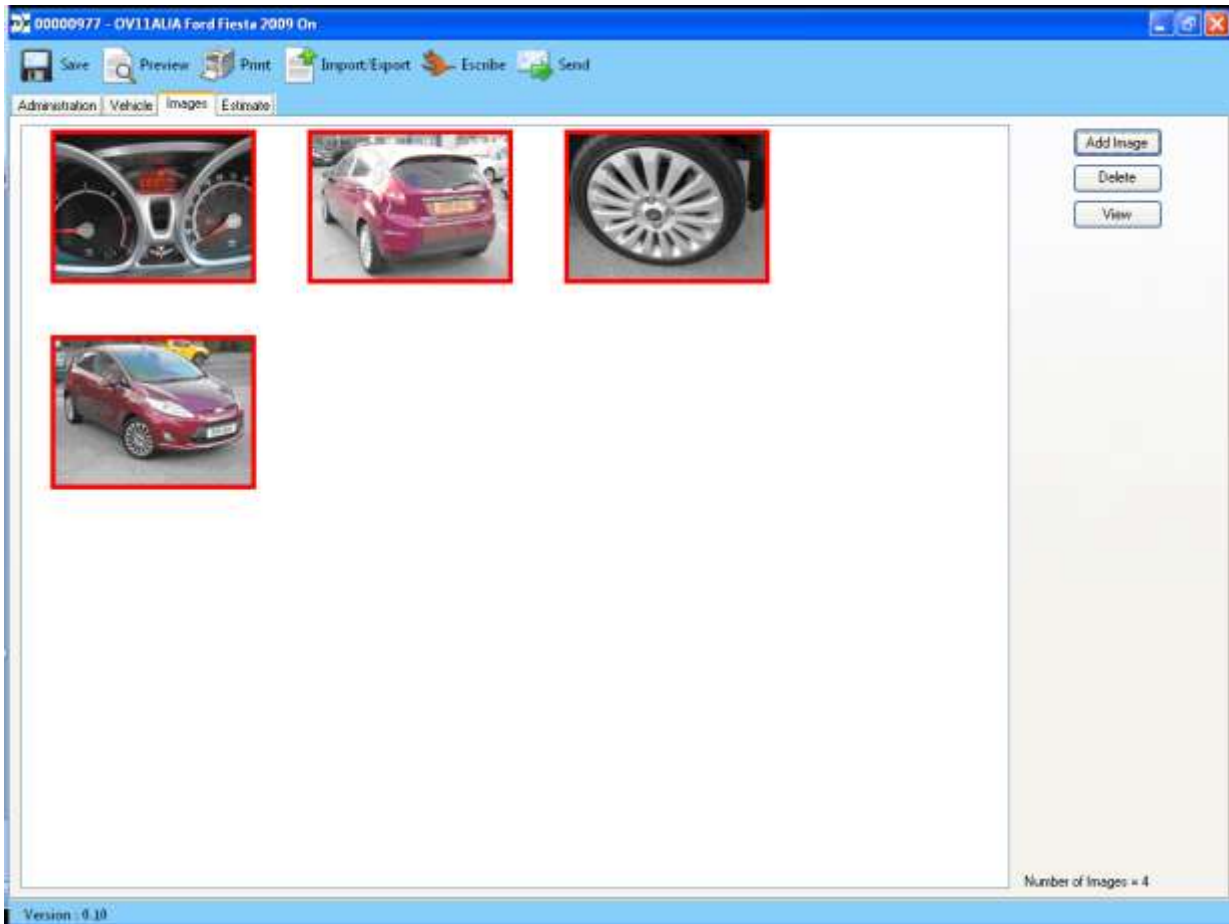 00000977 - OV11AUA Ford Fiesta 2009 On
Save Preview Print Import/Export Escribe Send
Administration Vehicle Images Estimate
Add Image
Delete
View
Number of Images = 4
Version : 0.10